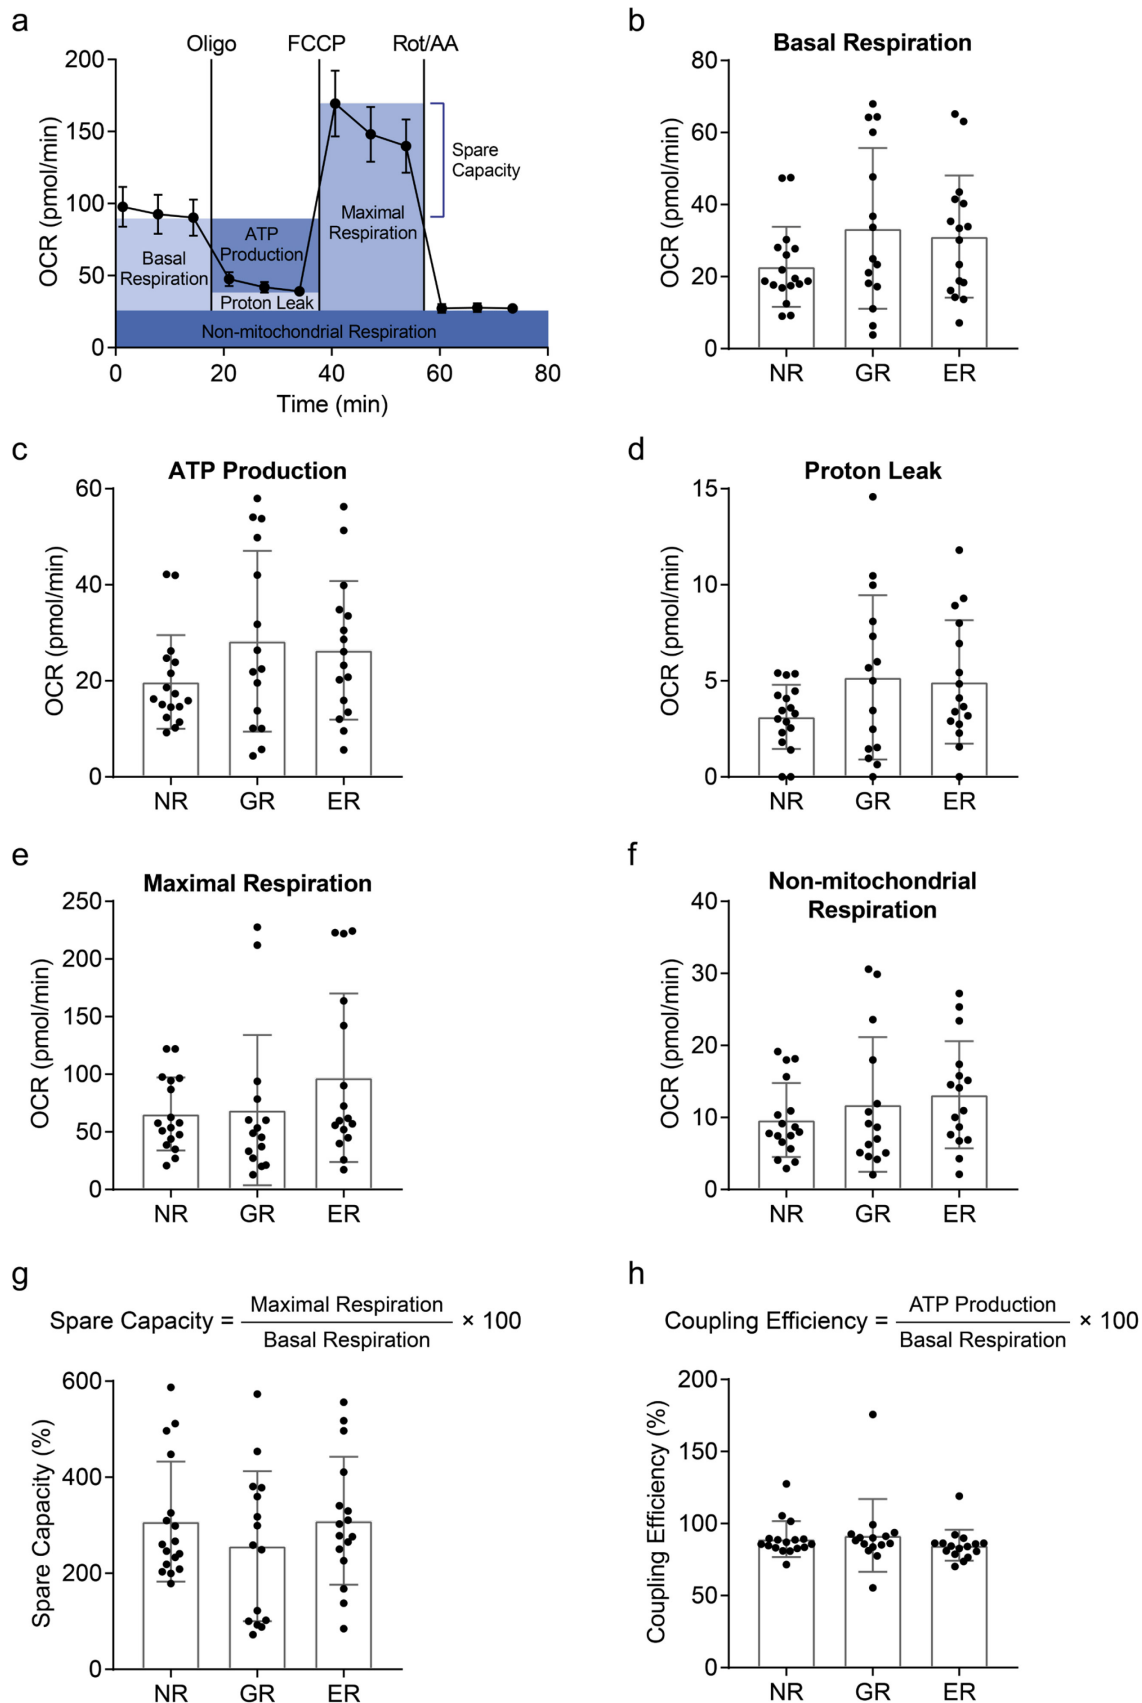 a
Oligo FCCP Rot/AA
200
150
100
50
0
OCR (pmol/min)
Spare
Capacity
Maximal
Respiration
ATP
Production
Basal
Respiration
Proton Leak
Non-mitochondrial Respiration
0 20 40 60 80
Time (min)
b
Basal Respiration
80
60
40
20
0
OCR (pmol/min)
NR GR ER
c
ATP Production
60
40
20
0
OCR (pmol/min)
NR GR ER
d
Proton Leak
15
10
5
0
OCR (pmol/min)
NR GR ER
e
Maximal Respiration
250
200
150
100
50
0
OCR (pmol/min)
NR GR ER
f
Non-mitochondrial
Respiration
40
30
20
10
0
OCR (pmol/min)
NR GR ER
g
Spare Capacity = Maximal Respiration / Basal Respiration × 100
600
400
200
0
Spare Capacity (%)
NR GR ER
h
Coupling Efficiency = ATP Production / Basal Respiration × 100
200
150
100
50
0
Coupling Efficiency (%)
NR GR ER